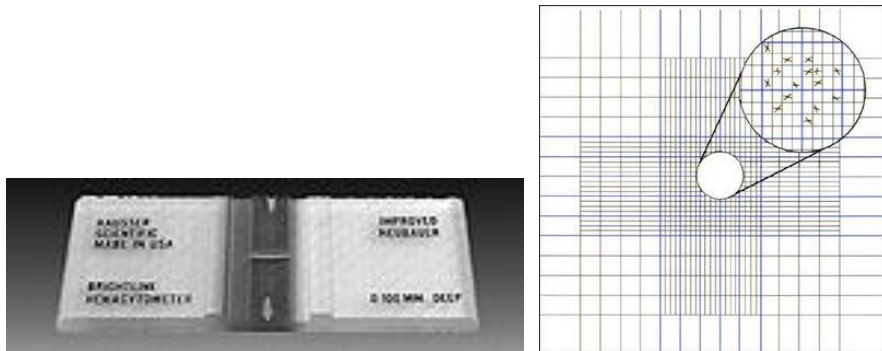 HAUSSER
SCIENTIFIC
MADE IN USA
IMPROVED
NEUBAUER
BRIGHTLINE
HEMACYTOMETER
0.100 MM. DEEP